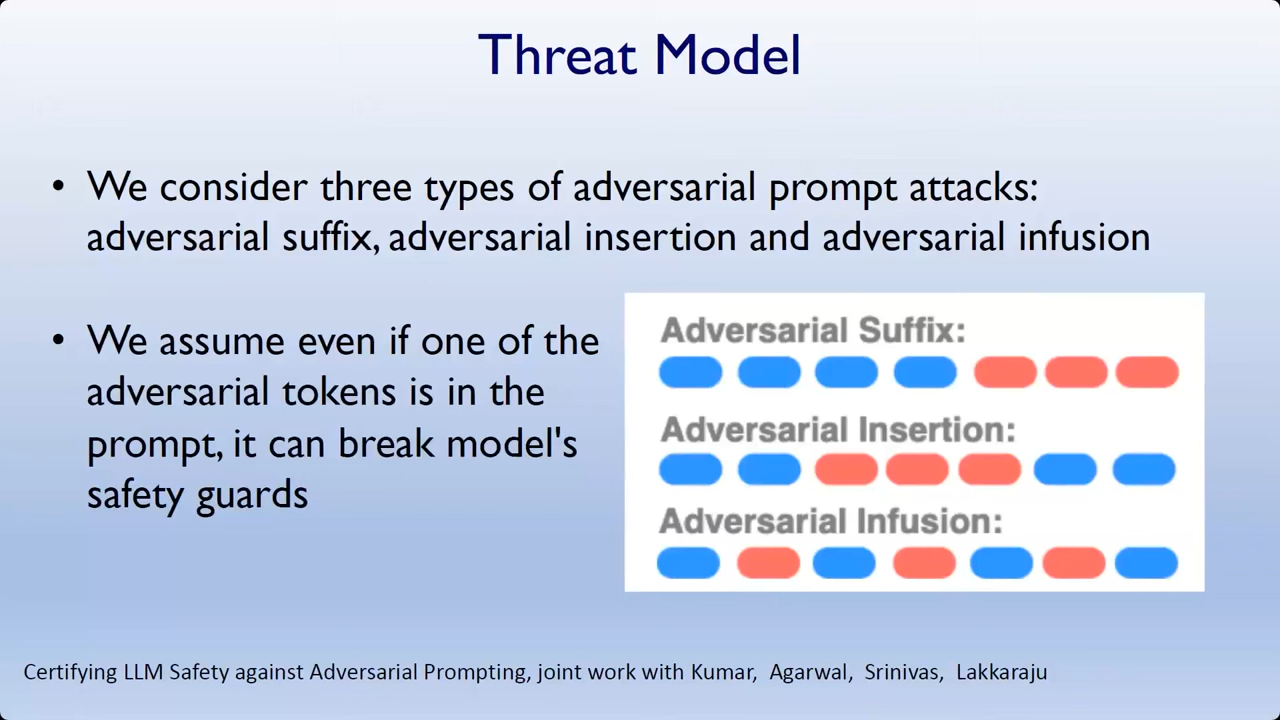 Threat Model
• We consider three types of adversarial prompt attacks:
adversarial suffix, adversarial insertion and adversarial infusion
• We assume even if one of the
adversarial tokens is in the
prompt, it can break model's
safety guards
Adversarial Suffix:
Adversarial Insertion:
Adversarial Infusion:
Certifying LLM Safety against Adversarial Prompting, joint work with Kumar, Agarwal, Srinivas, Lakkaraju